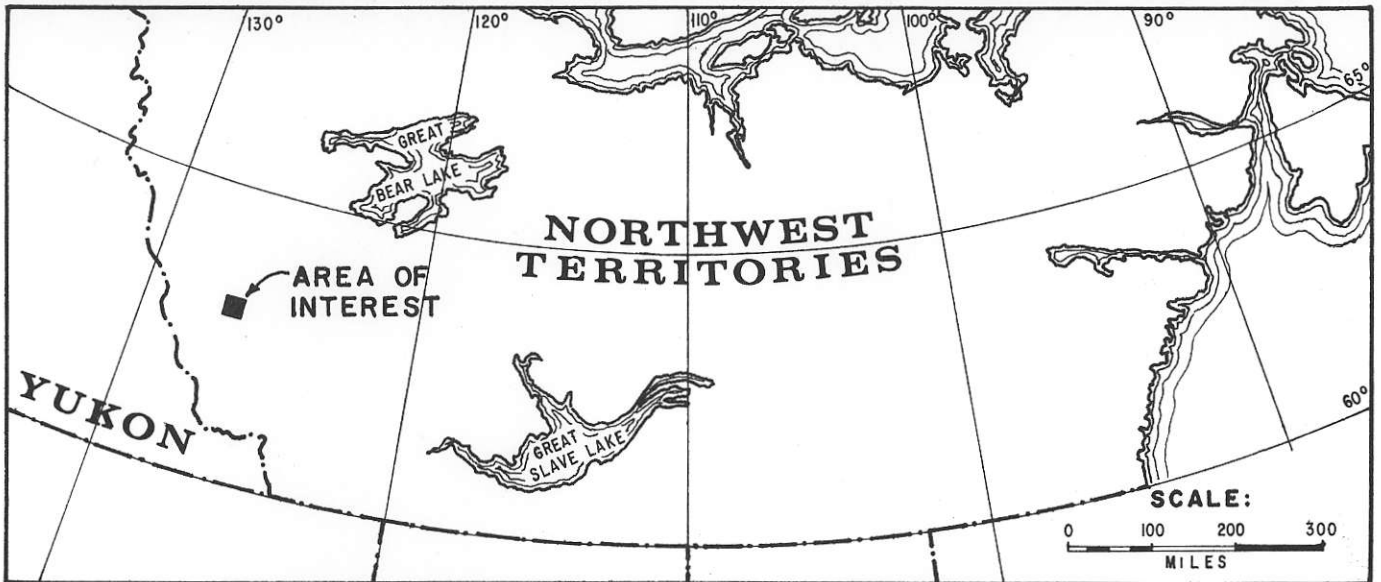 130°
120°
110°
100°
90°
65°
GREAT
BEAR LAKE
NORTHWEST
TERRITORIES
AREA OF
INTEREST
YUKON
GREAT
SLAVE LAKE
60°
SCALE:
0 100 200 300
MILES